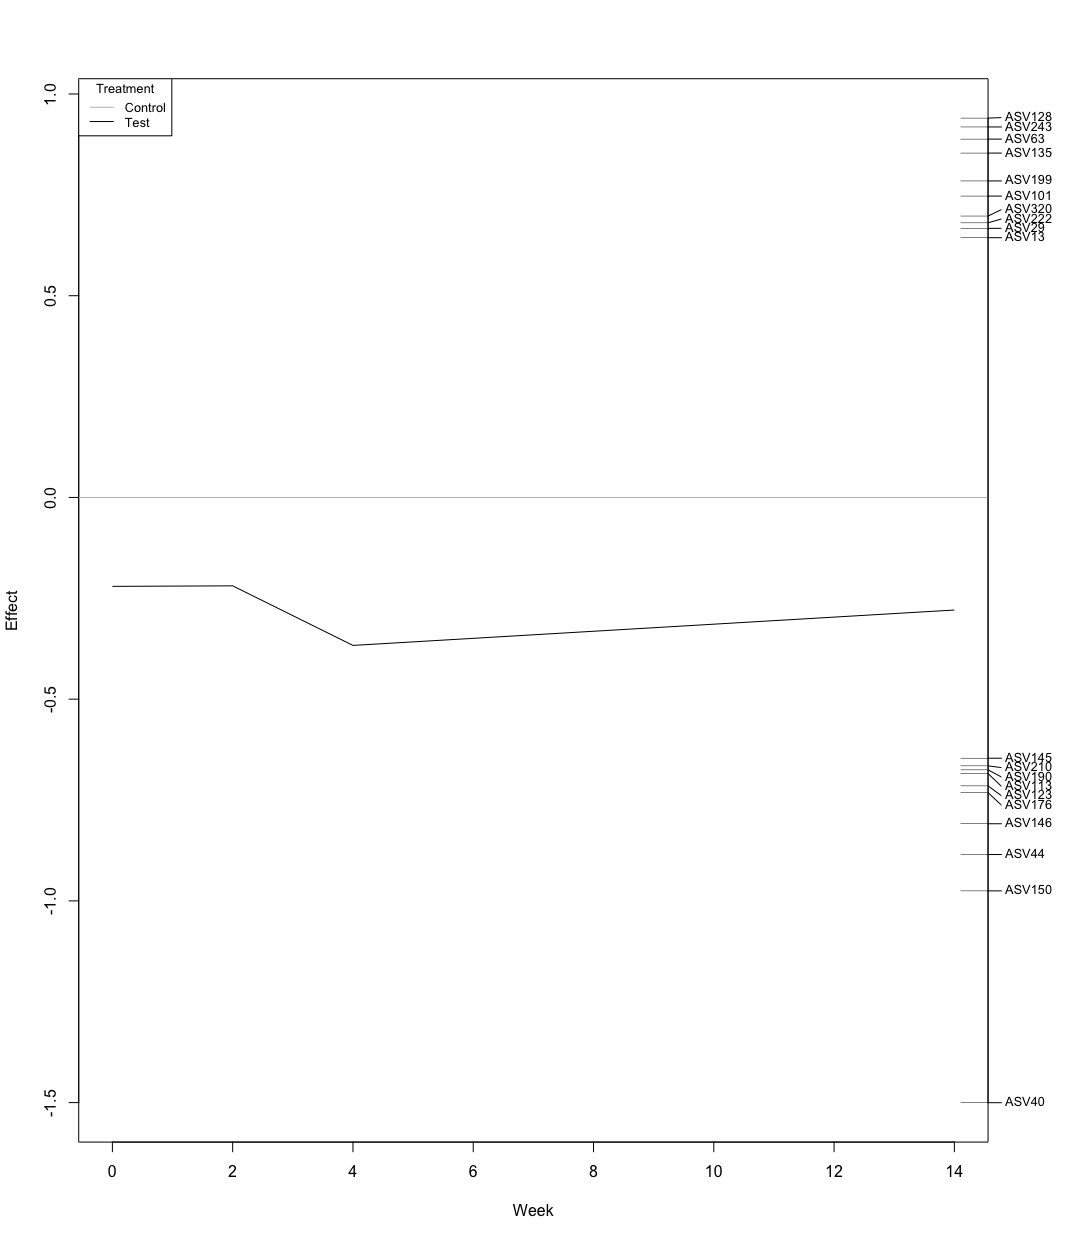 Treatment
Control
Test
1.0
0.5
0.0
-0.5
-1.0
-1.5
Effect
0 2 4 6 8 10 12 14
Week
ASV128
ASV243
ASV63
ASV135
ASV199
ASV101
ASV320
ASV222
ASV29
ASV13
ASV145
ASV210
ASV190
ASV113
ASV123
ASV176
ASV146
ASV44
ASV150
ASV40